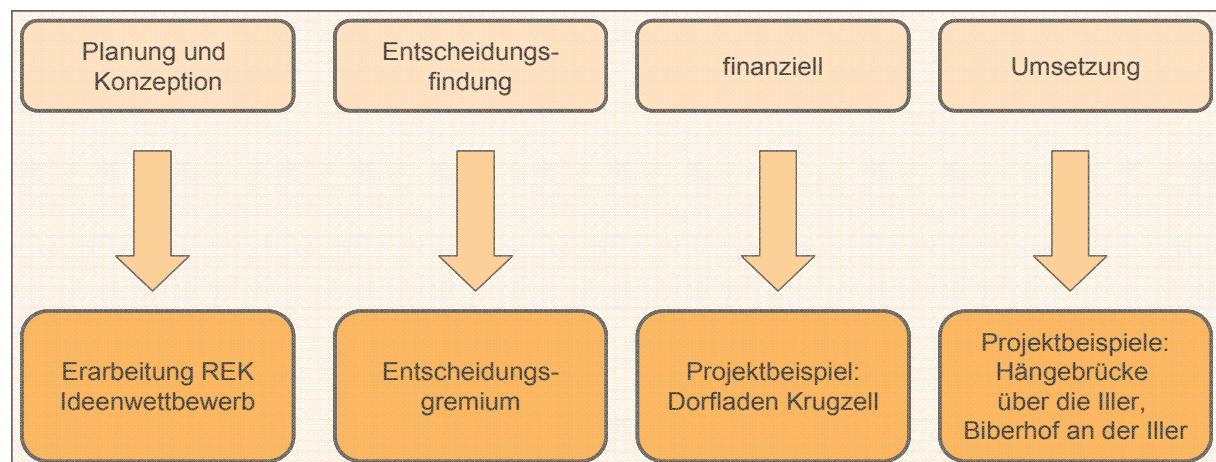 Planung und
Konzeption
Entscheidungs-
findung
finanziell
Umsetzung
Erarbeitung REK
Ideenwettbewerb
Entscheidungs-
gremium
Projektbeispiel:
Dorfladen Krugzell
Projektbeispiele:
Hängebrücke
über die Iller,
Biberhof an der Iller